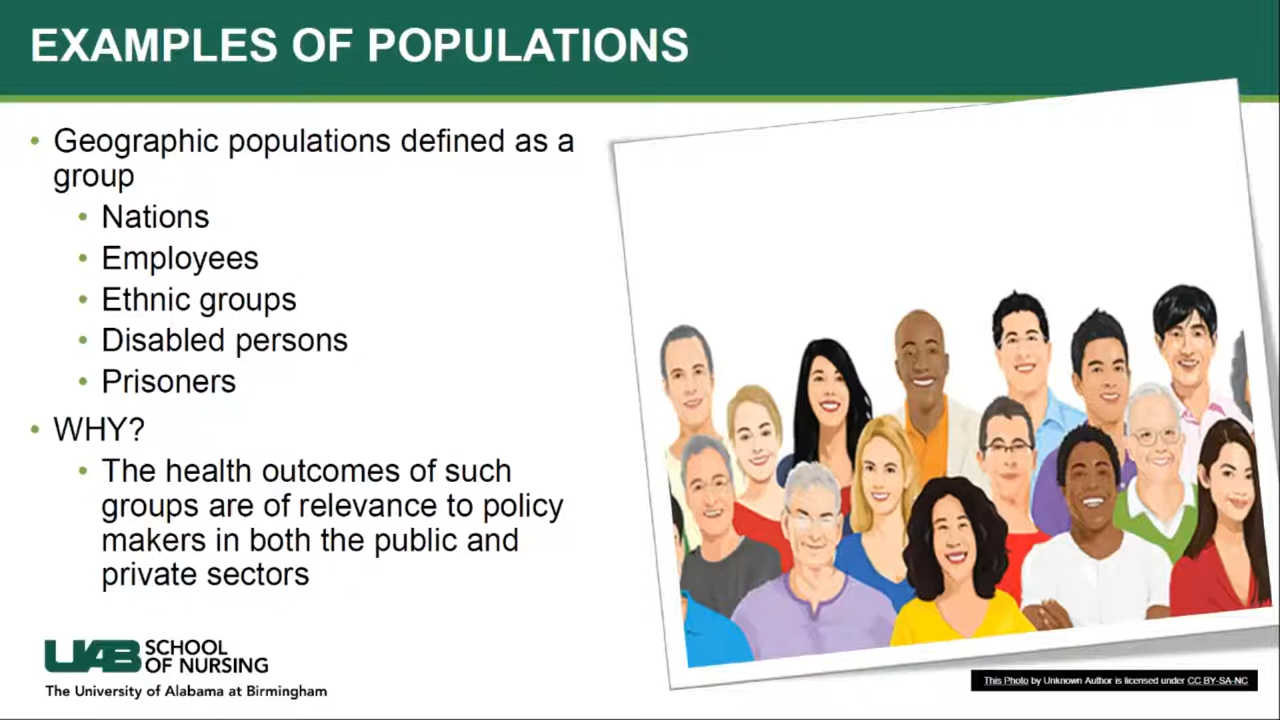 EXAMPLES OF POPULATIONS
• Geographic populations defined as a
group
• Nations
• Employees
• Ethnic groups
• Disabled persons
• Prisoners
• WHY?
• The health outcomes of such
groups are of relevance to policy
makers in both the public and
private sectors
UAB SCHOOL
OF NURSING
The University of Alabama at Birmingham
This Photo by Unknown Author is licensed under CC BY-SA-NC